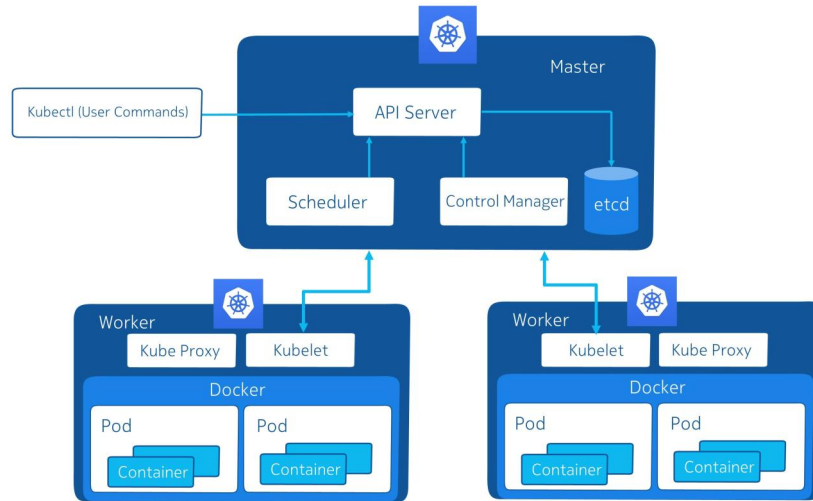 Master
Kubectl (User Commands)
API Server
Scheduler
Control Manager
etcd
Worker
Kube Proxy
Kubelet
Docker
Pod
Container
Pod
Container
Worker
Kubelet
Kube Proxy
Docker
Pod
Container
Pod
Container